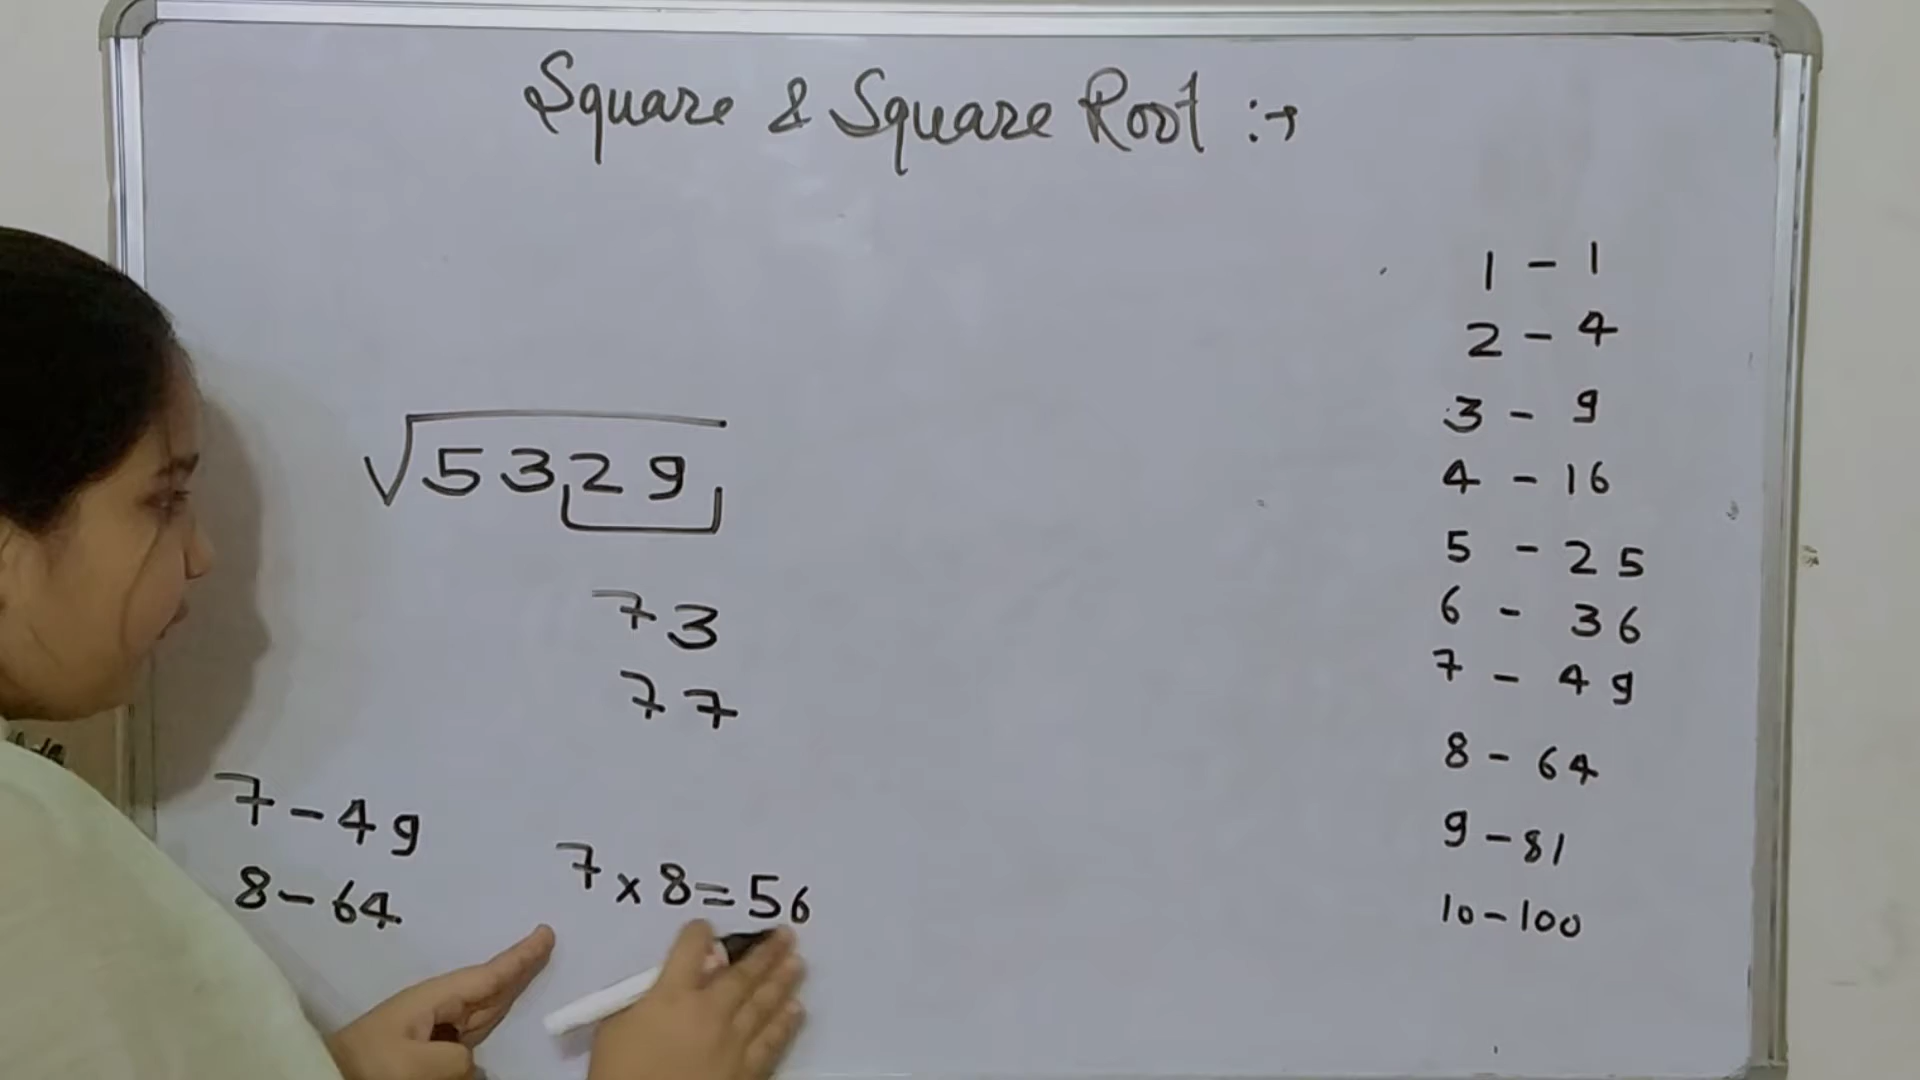 Square & Square Root :→
√5329
73
77
7 - 49
8 - 64
7 x 8 = 56
1 - 1
2 - 4
3 - 9
4 - 16
5 - 25
6 - 36
7 - 49
8 - 64
9 - 81
10 - 100